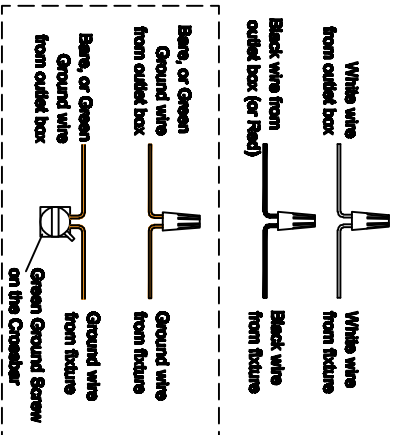 White wire
from outlet box
White wire
from fixture
Black wire from
outlet box (or Red)
Black wire
from fixture
Bare, or Green
Ground wire
from outlet box
Ground wire
from fixture
Bare, or Green
Ground wire
from outlet box
Ground wire
from fixture
Green Ground Screw
on the Crossbar